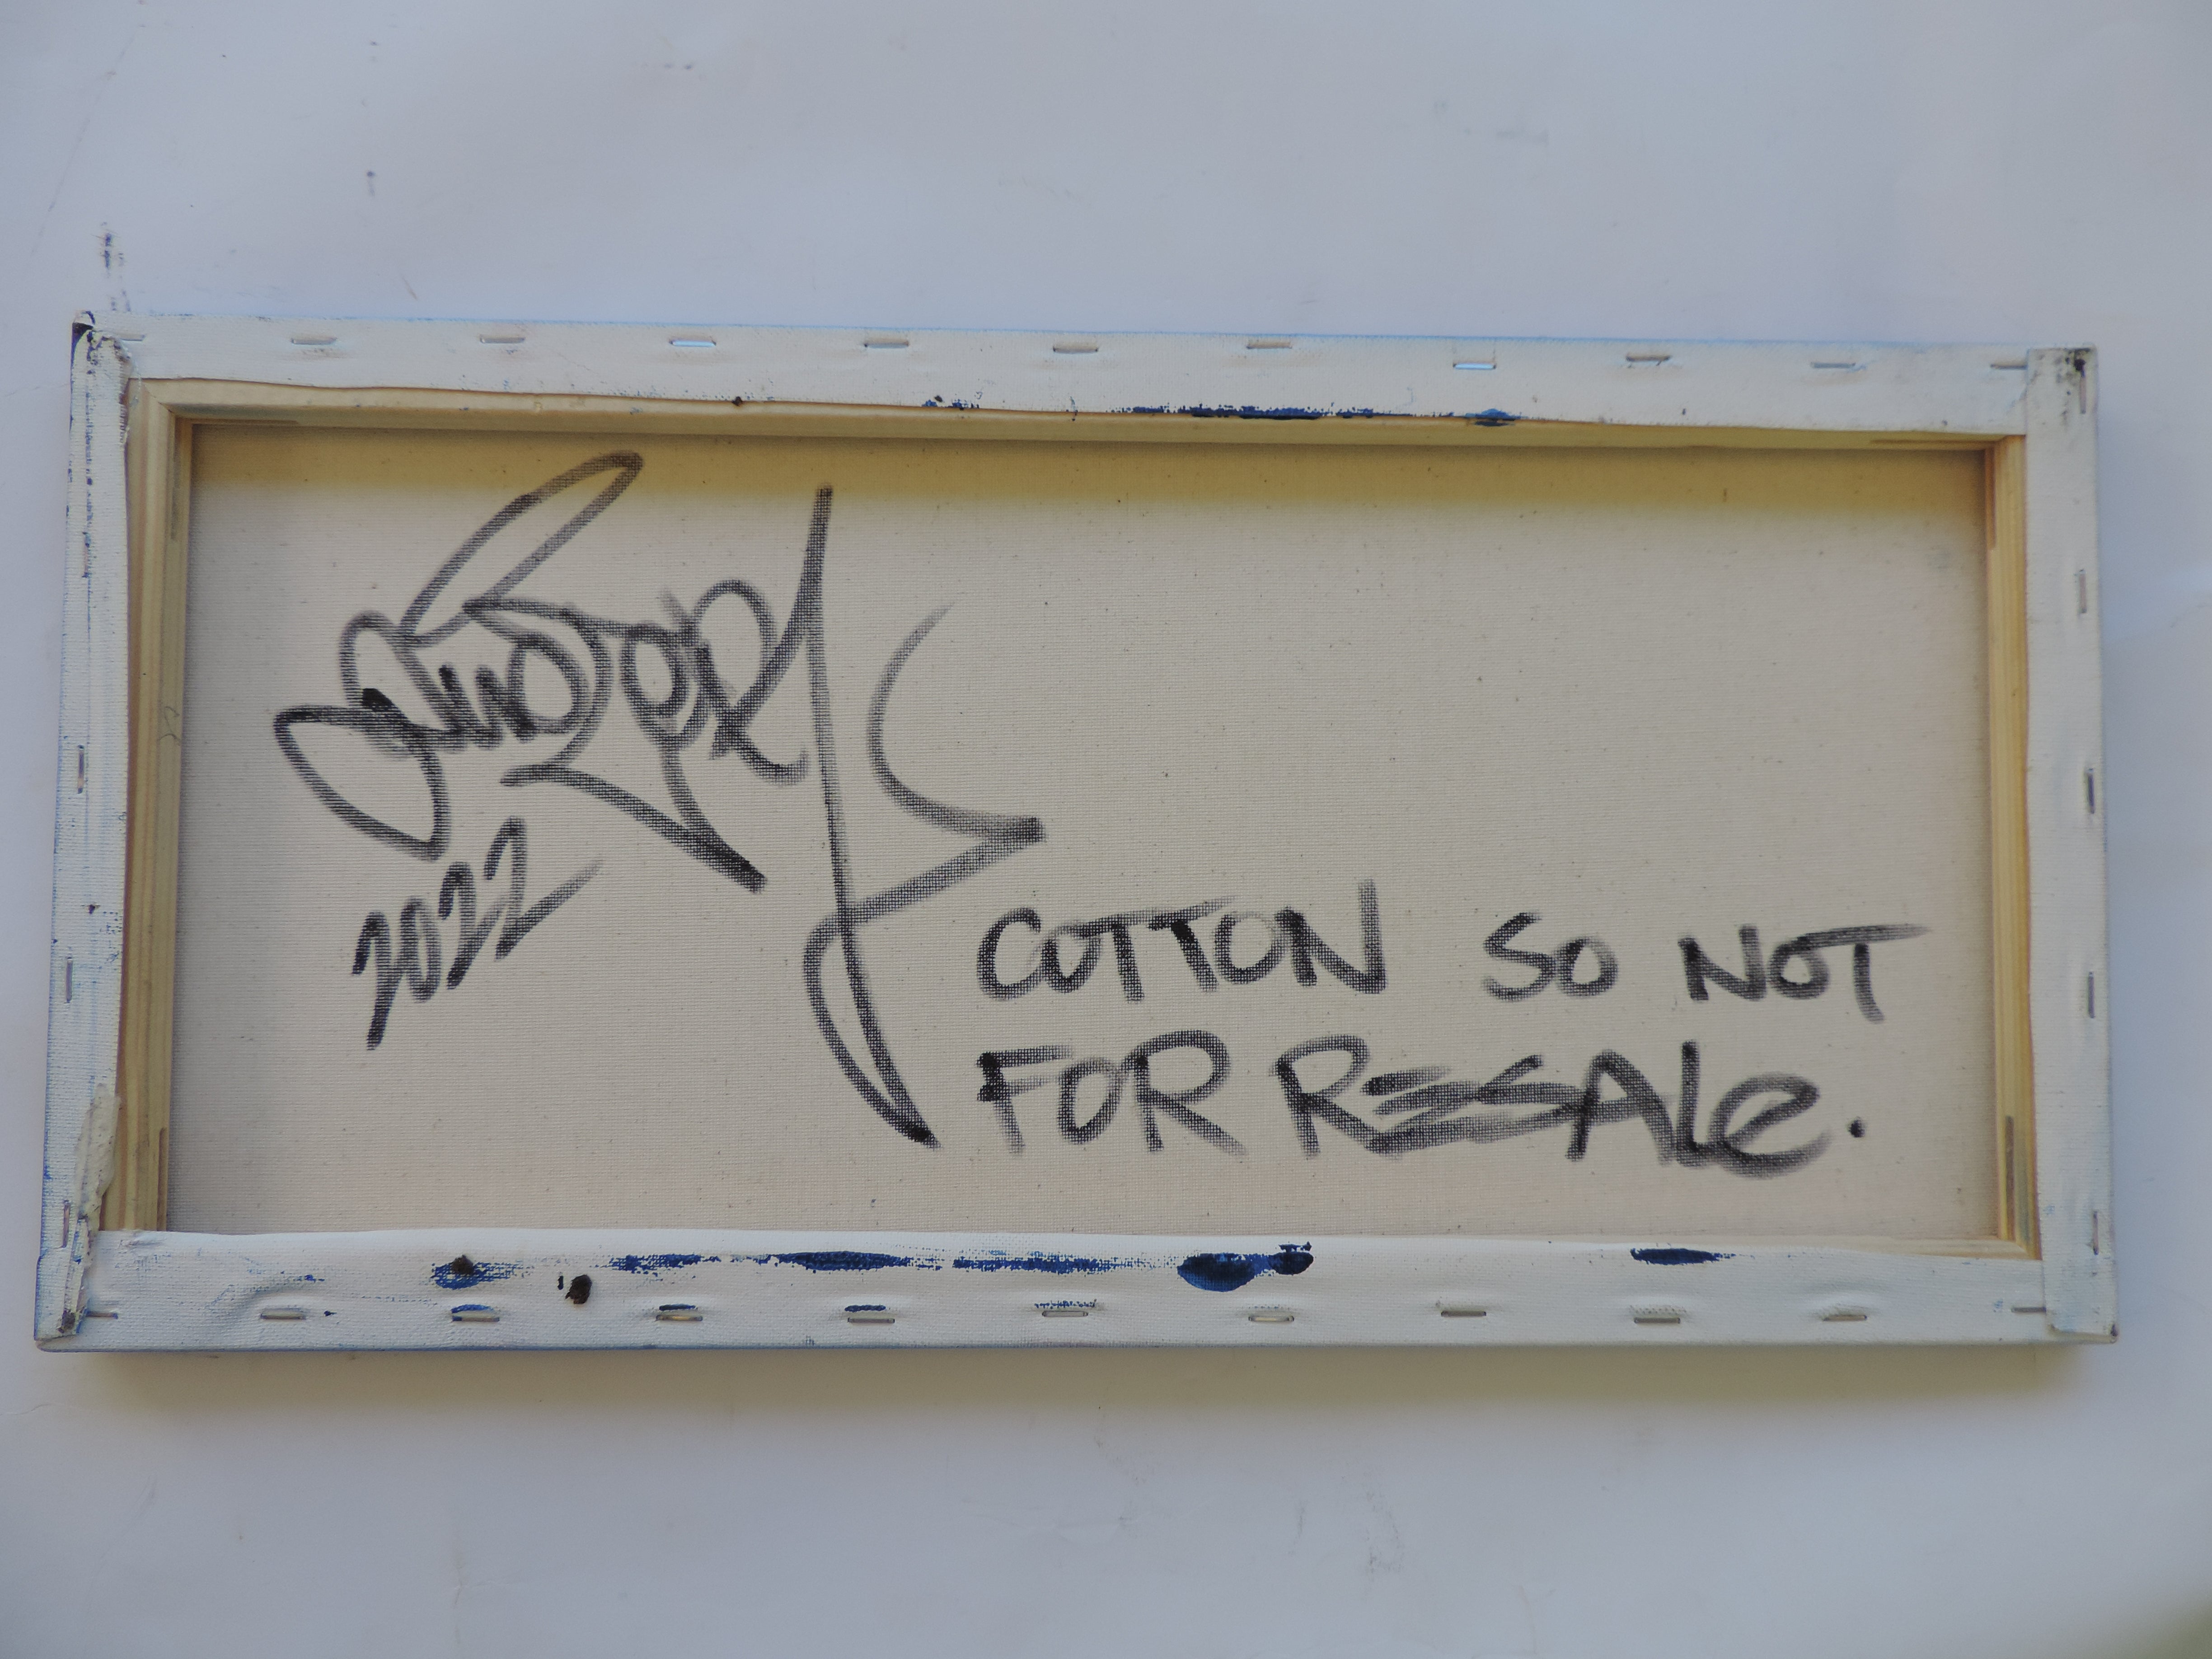 2022
COTTON SO NOT
FOR RESALe.